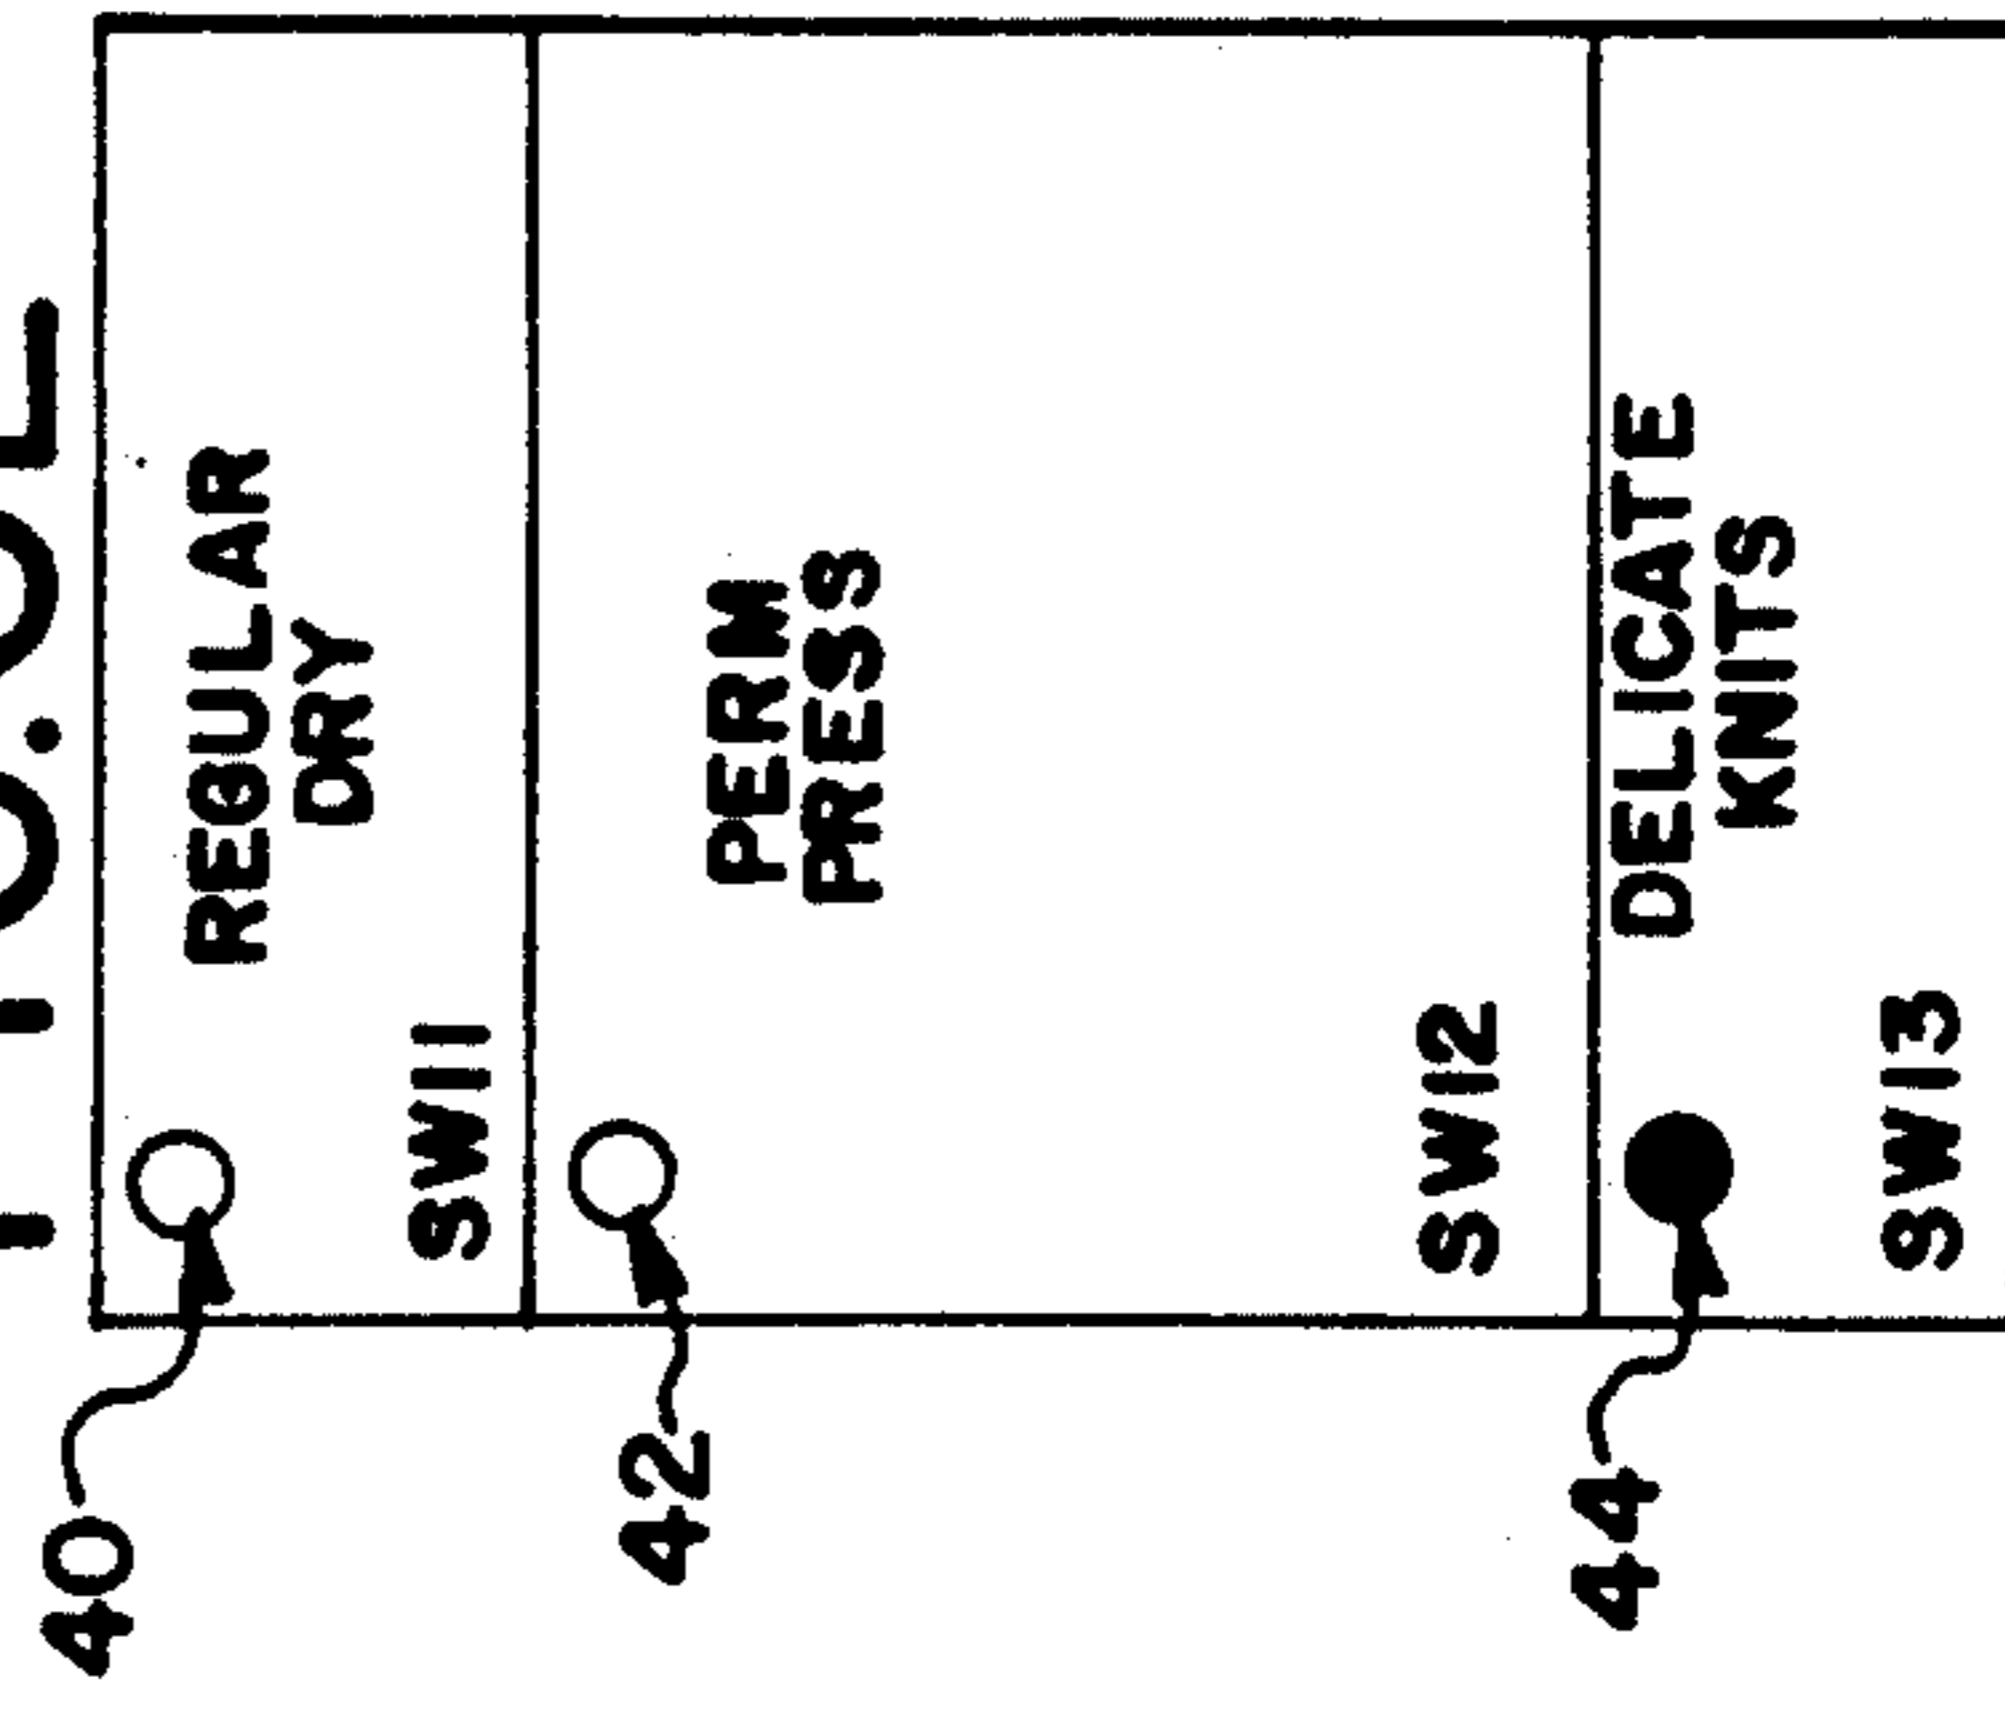 40
REGULAR
DRY
SW11
42
PERM
PRESS
SW12
44
DELICATE
KNITS
SW13